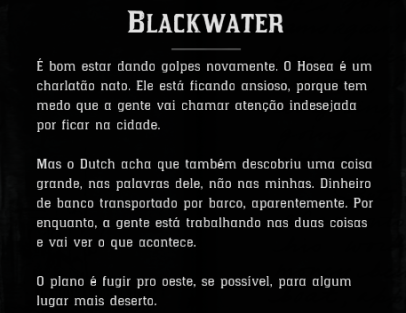 BLACKWATER
É bom estar dando golpes novamente. O Hosea é um
charlatão nato. Ele está ficando ansioso, porque tem
medo que a gente vai chamar atenção indesejada
por ficar na cidade.
Mas o Dutch acha que também descobriu uma coisa
grande, nas palavras dele, não nas minhas. Dinheiro
de banco transportado por barco, aparentemente. Por
enquanto, a gente está trabalhando nas duas coisas
e vai ver o que acontece.
O plano é fugir pro oeste, se possível, para algum
lugar mais deserto.